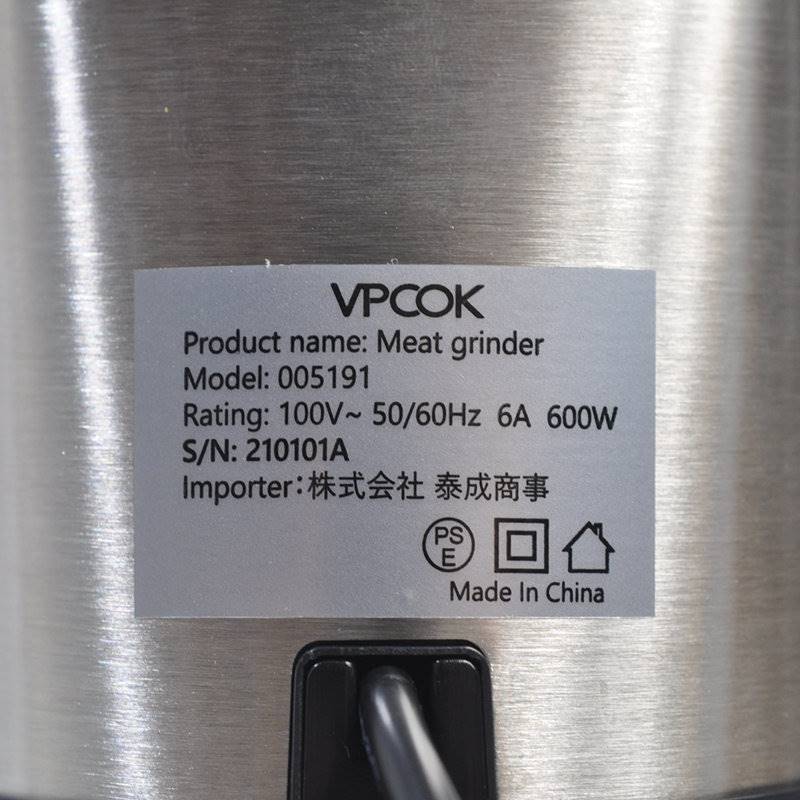 VPCOK
Product name: Meat grinder
Model: 005191
Rating: 100V~ 50/60Hz 6A 600W
S/N: 210101A
Importer：株式会社 泰成商事
PS
E
Made In China